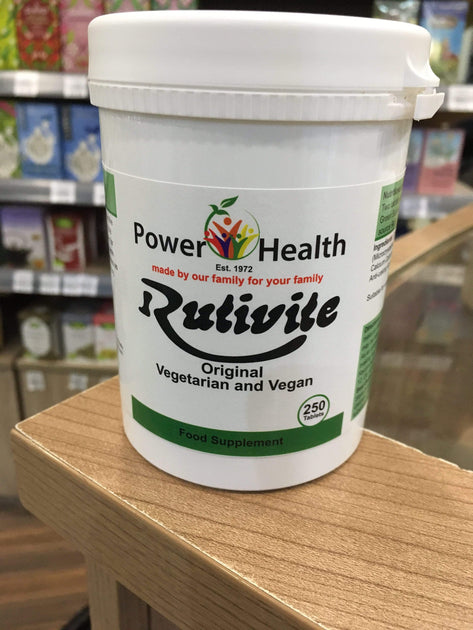 Power Health
Est. 1972
made by our family for your family
Rutivite
Original
Vegetarian and Vegan
250
Tablets
Food Supplement